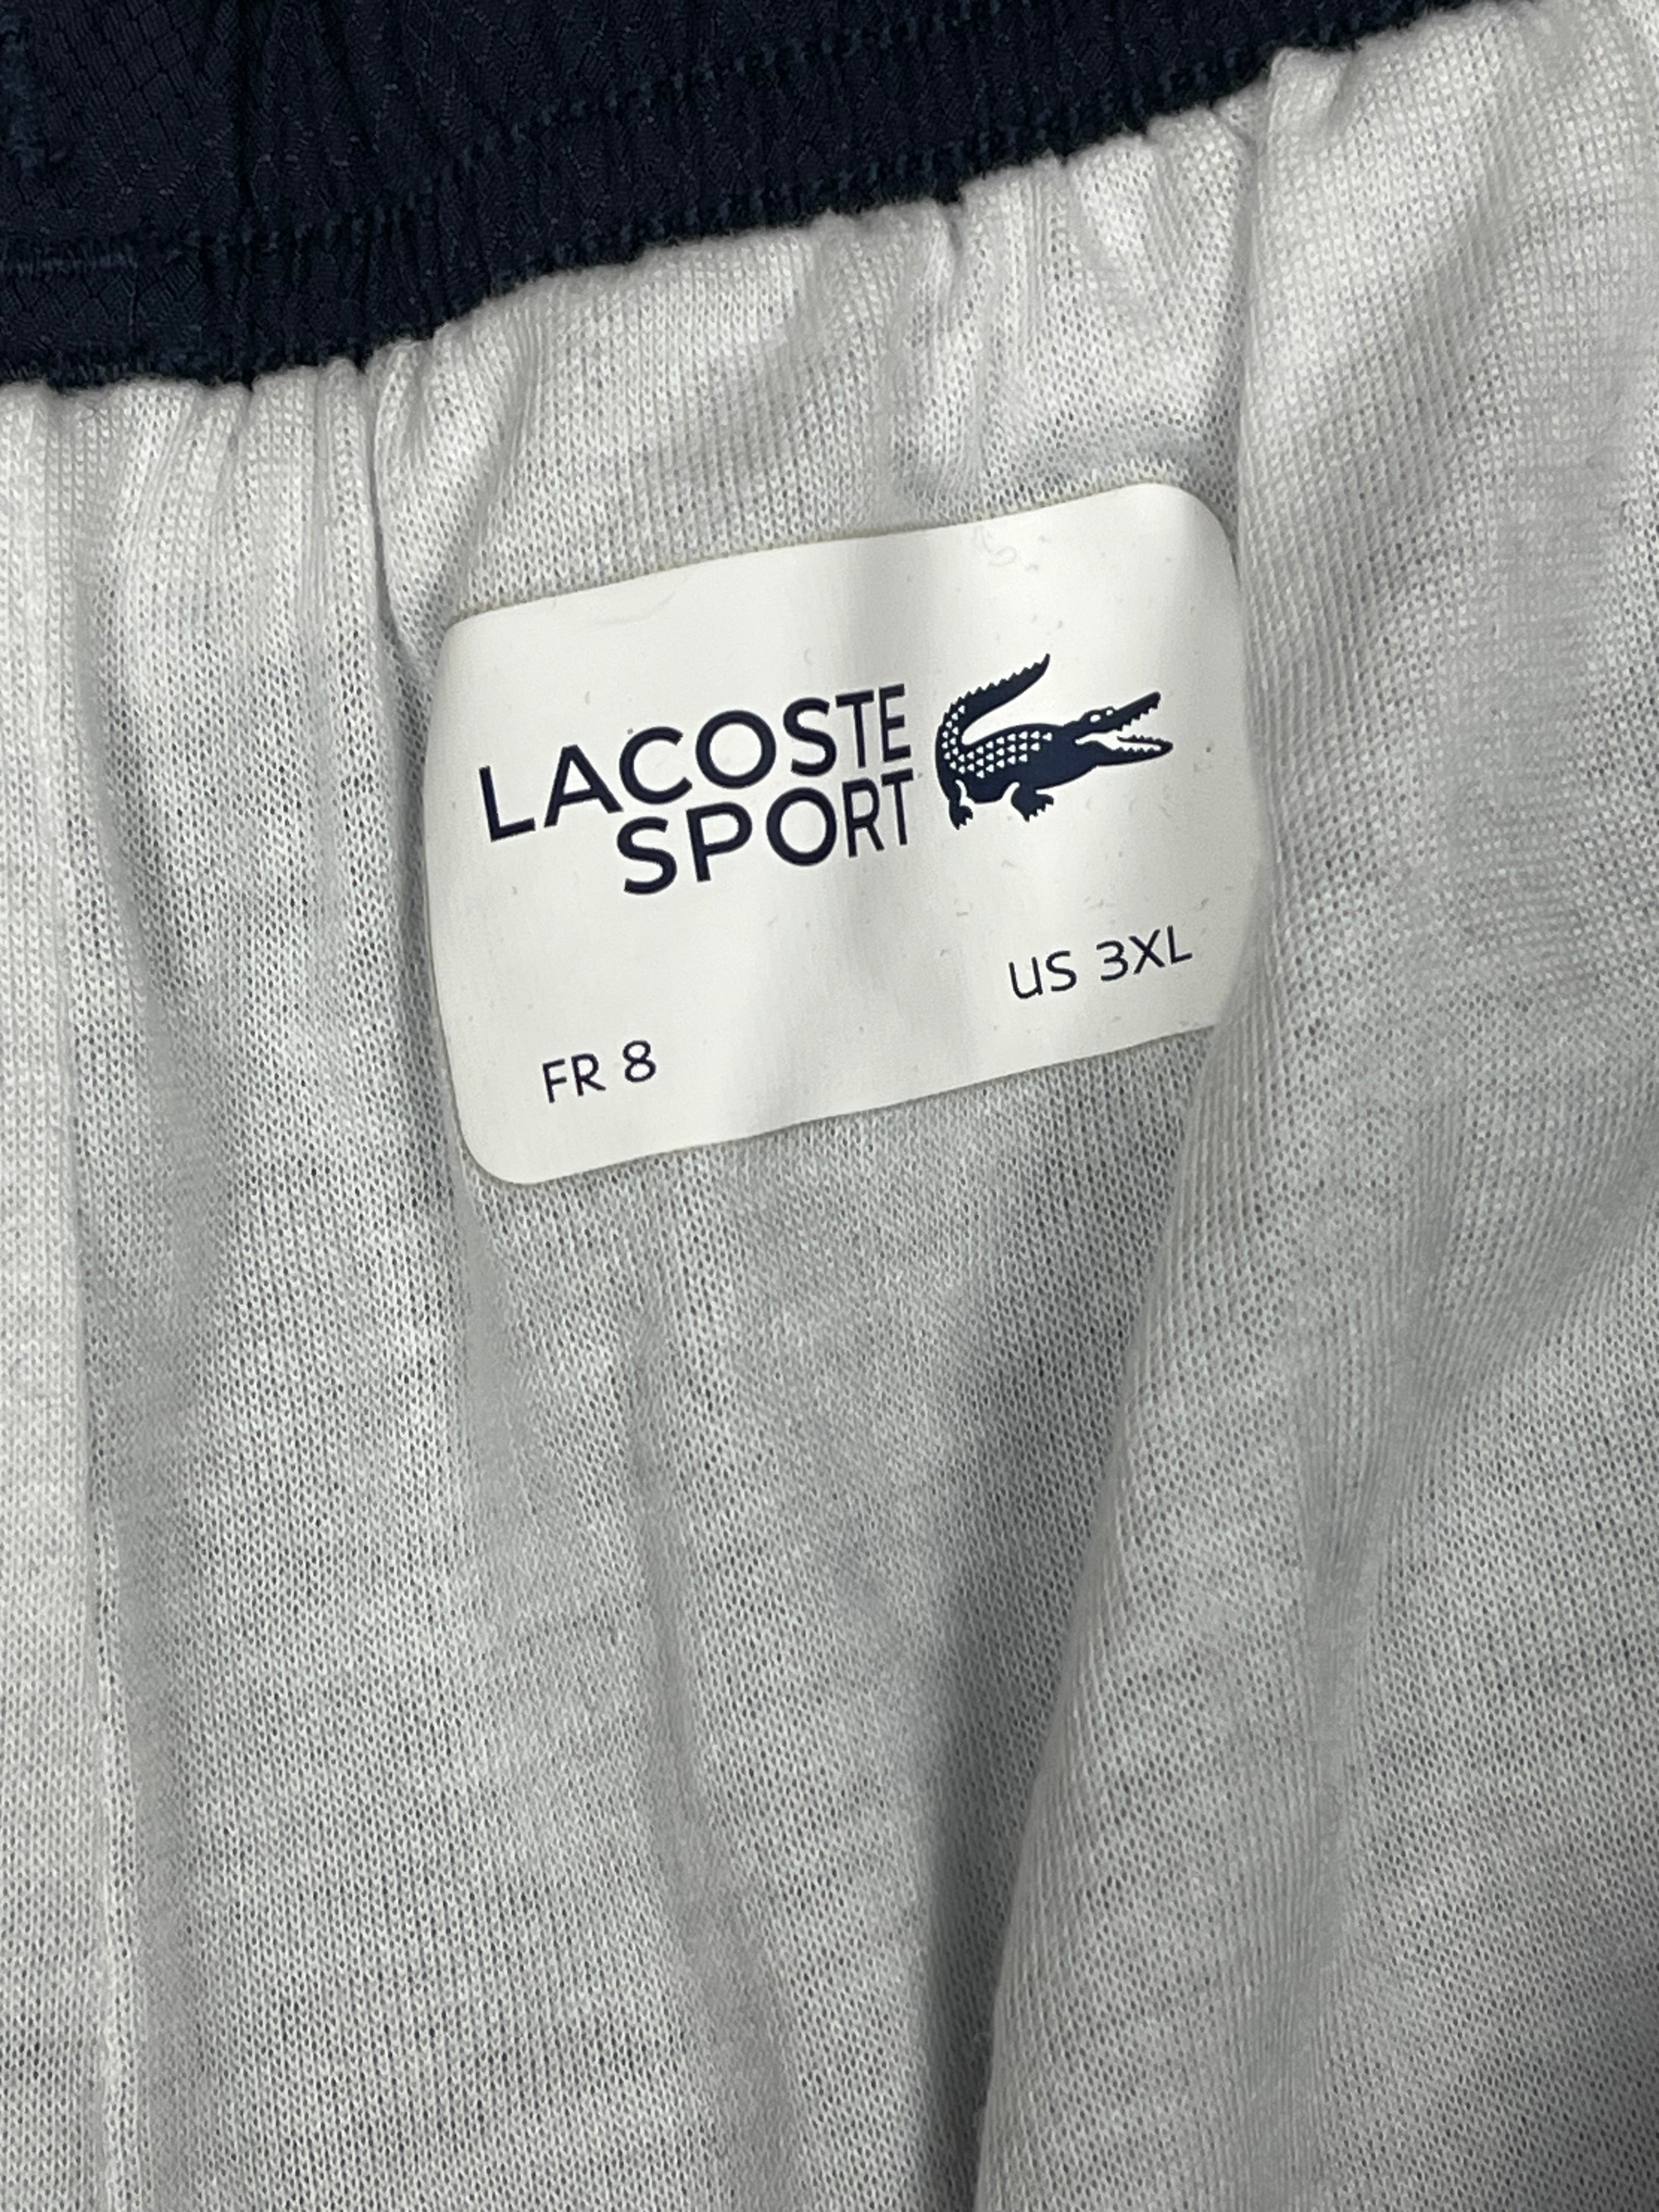 LACOSTE
SPORT
FR 8
US 3XL